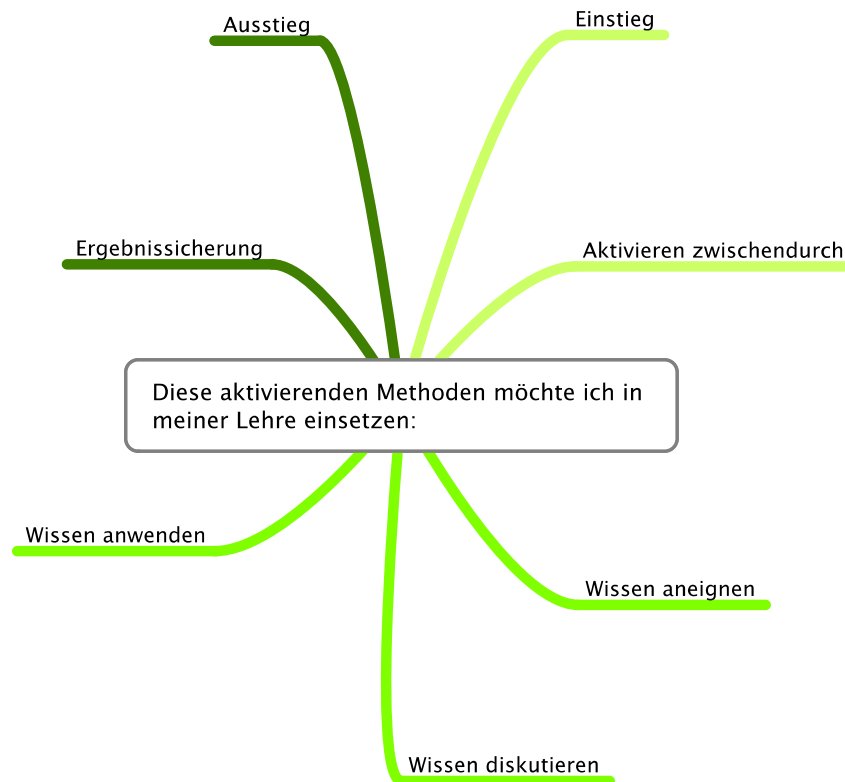 Ausstieg
Einstieg
Ergebnissicherung
Aktivieren zwischendurch
Diese aktivierenden Methoden möchte ich in
meiner Lehre einsetzen:
Wissen anwenden
Wissen aneignen
Wissen diskutieren